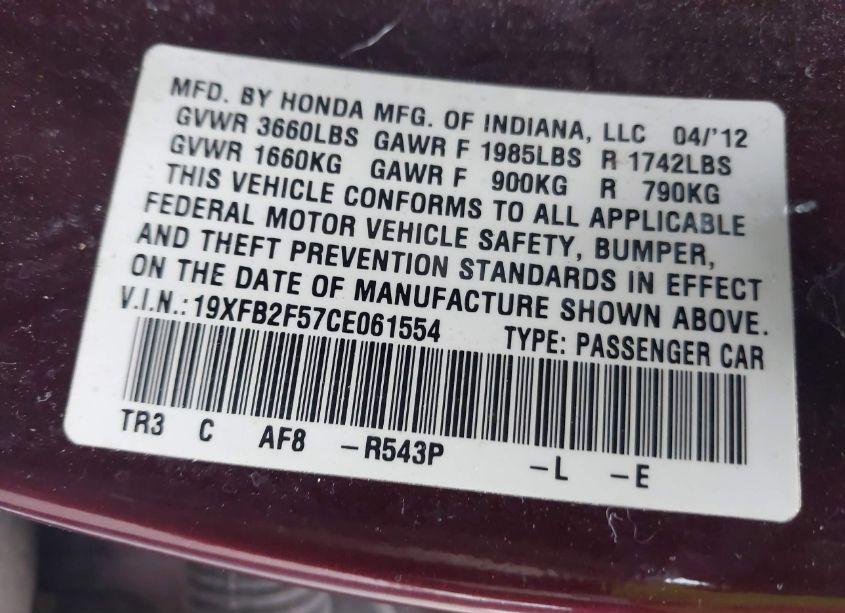 MFD. BY HONDA MFG. OF INDIANA, LLC 04/'12
GVWR 3660LBS GAWR F 1985LBS R 1742LBS
GVWR 1660KG GAWR F 900KG R 790KG
THIS VEHICLE CONFORMS TO ALL APPLICABLE
FEDERAL MOTOR VEHICLE SAFETY, BUMPER,
AND THEFT PREVENTION STANDARDS IN EFFECT
ON THE DATE OF MANUFACTURE SHOWN ABOVE.
V.I.N.: 19XFB2F57CE061554 TYPE: PASSENGER CAR
TR3 C AF8 -R543P -L -E